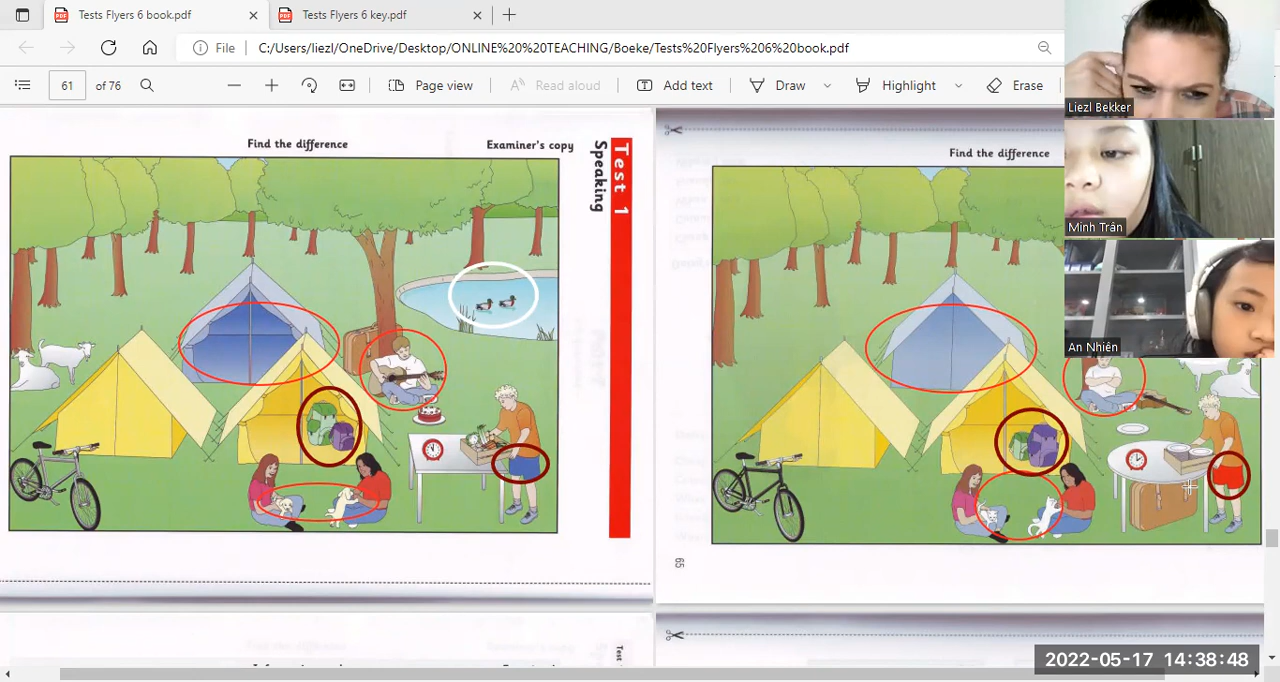 Tests Flyers 6 book.pdf
Tests Flyers 6 key.pdf
File
C:/Users/liezl/OneDrive/Desktop/ONLINE%20%20TEACHING/Boeke/Tests%20Flyers%206%20book.pdf
61 of 76
Page view
Read aloud
Add text
Draw
Highlight
Erase
Find the difference
Examiner's copy
Test 1
Speaking
Find the difference
65
Test
Liezl Bekker
Minh Trân
An Nhiên
2022-05-17 14:38:48